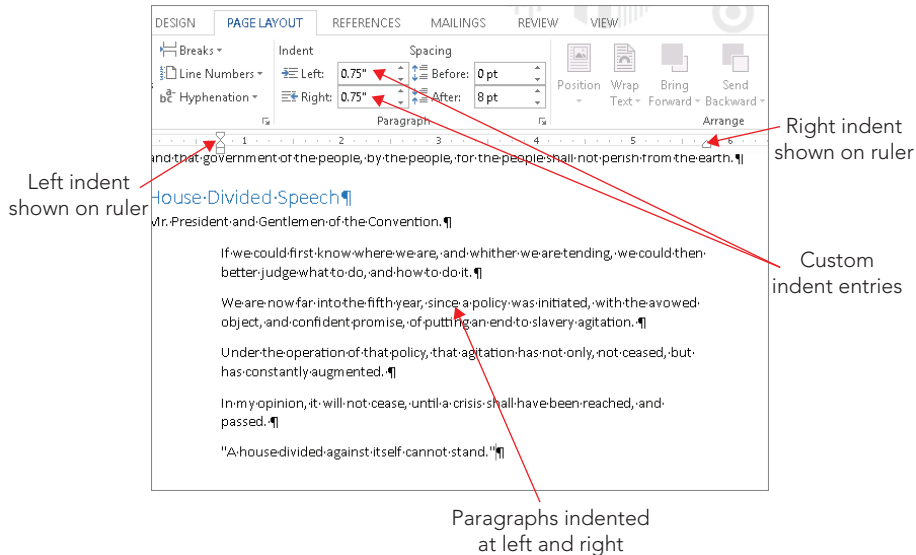 DESIGN PAGE LAYOUT REFERENCES MAILINGS REVIEW VIEW
Breaks Indent Spacing
Line Numbers Left: 0.75" Before: 0 pt
Hyphenation Right: 0.75" After: 8 pt
Position Wrap Text Bring Forward Send Backward
Paragraph Arrange
1 2 3 4 5 6
and·that·government·of·the·people,·by·the·people,·for·the·people·shall·not·perish·from·the·earth.¶
House·Divided·Speech¶
Mr.·President·and·Gentlemen·of·the·Convention.¶
If·we·could·first·know·where·we·are,·and·whither·we·are·tending,·we·could·then·
better·judge·what·to·do,·and·how·to·do·it.¶
We·are·now·far·into·the·fifth·year,·since·a·policy·was·initiated,·with·the·avowed·
object,·and·confident·promise,·of·putting·an·end·to·slavery·agitation.·¶
Under·the·operation·of·that·policy,·that·agitation·has·not·only,·not·ceased,·but·
has·constantly·augmented.·¶
In·my·opinion,·it·will·not·cease,·until·a·crisis·shall·have·been·reached,·and·
passed.·¶
"A·house·divided·against·itself·cannot·stand."¶
Left indent
shown on ruler
Right indent
shown on ruler
Custom
indent entries
Paragraphs indented
at left and right